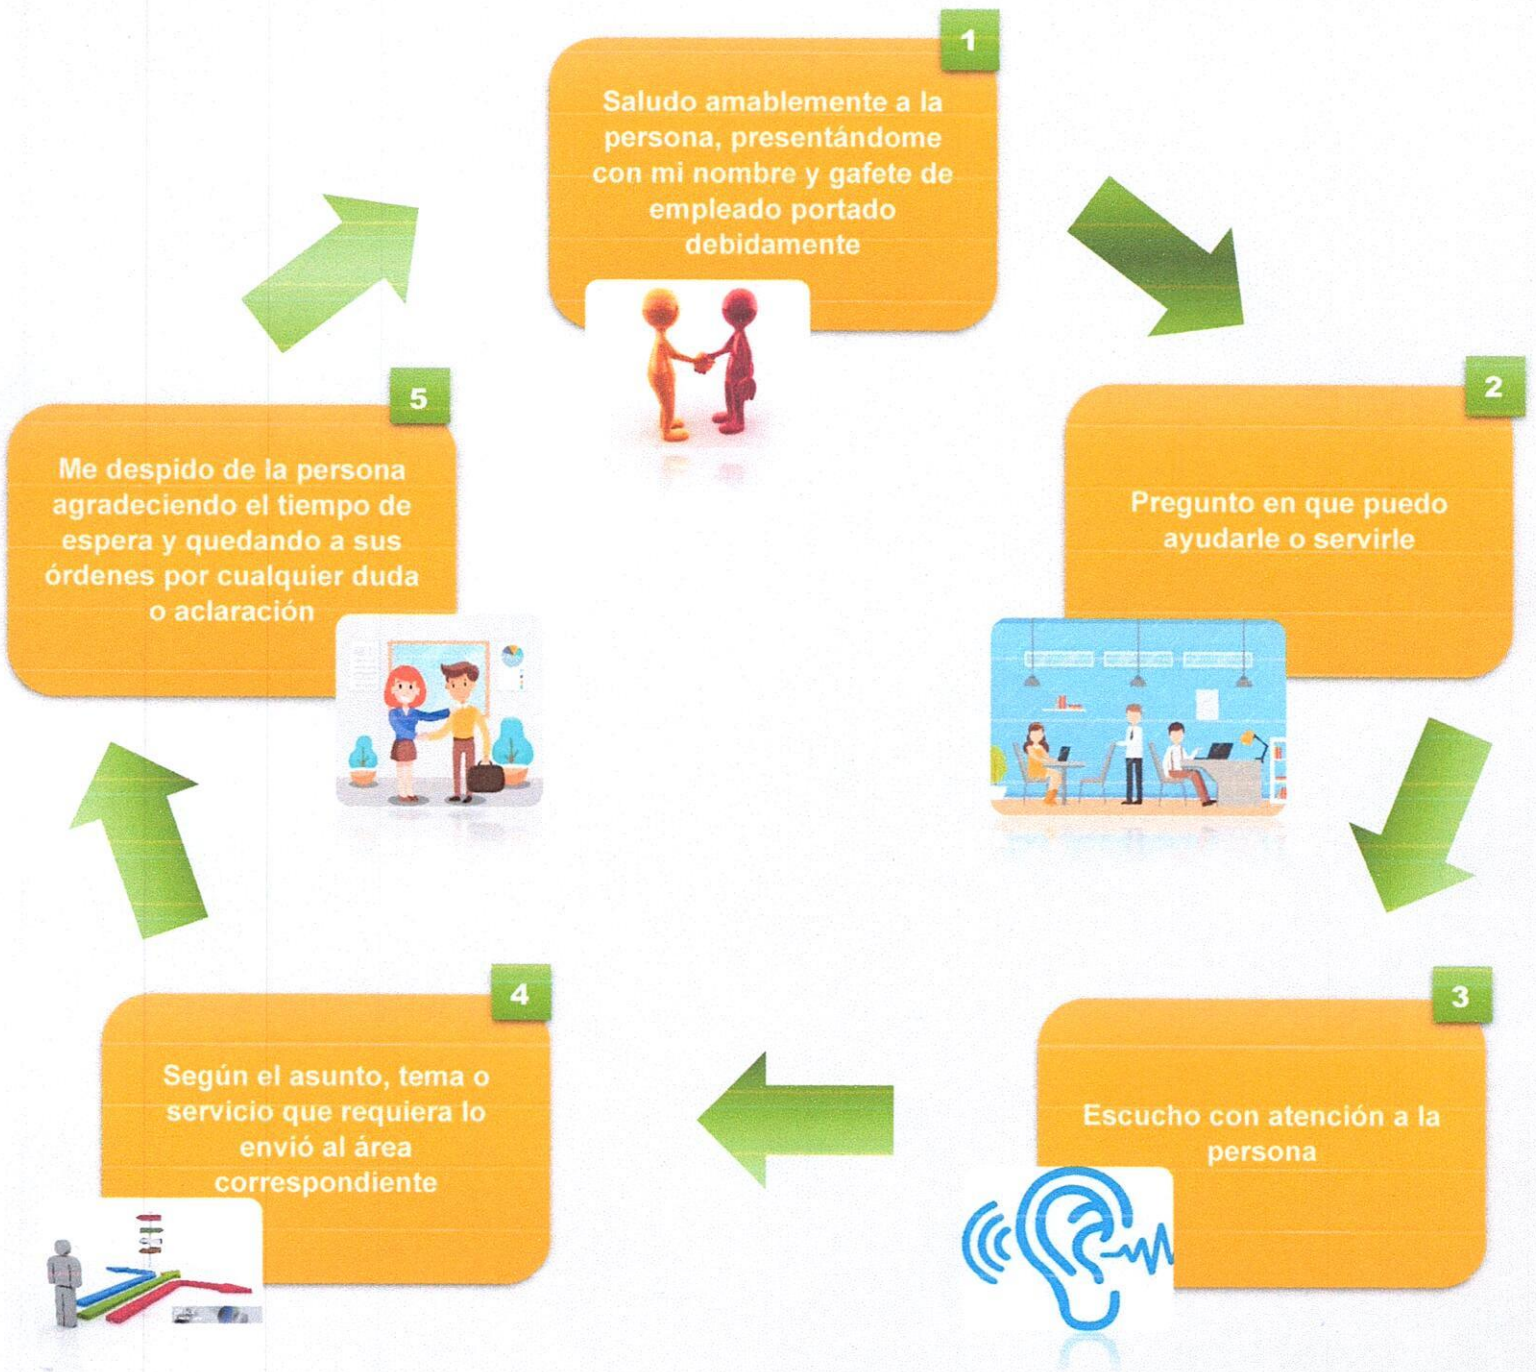 1
Saludo amablemente a la
persona, presentándome
con mi nombre y gafete de
empleado portado
debidamente
2
Pregunto en que puedo
ayudarle o servirle
3
Escucho con atención a la
persona
4
Según el asunto, tema o
servicio que requiera lo
envió al área
correspondiente
5
Me despido de la persona
agradeciendo el tiempo de
espera y quedando a sus
órdenes por cualquier duda
o aclaración